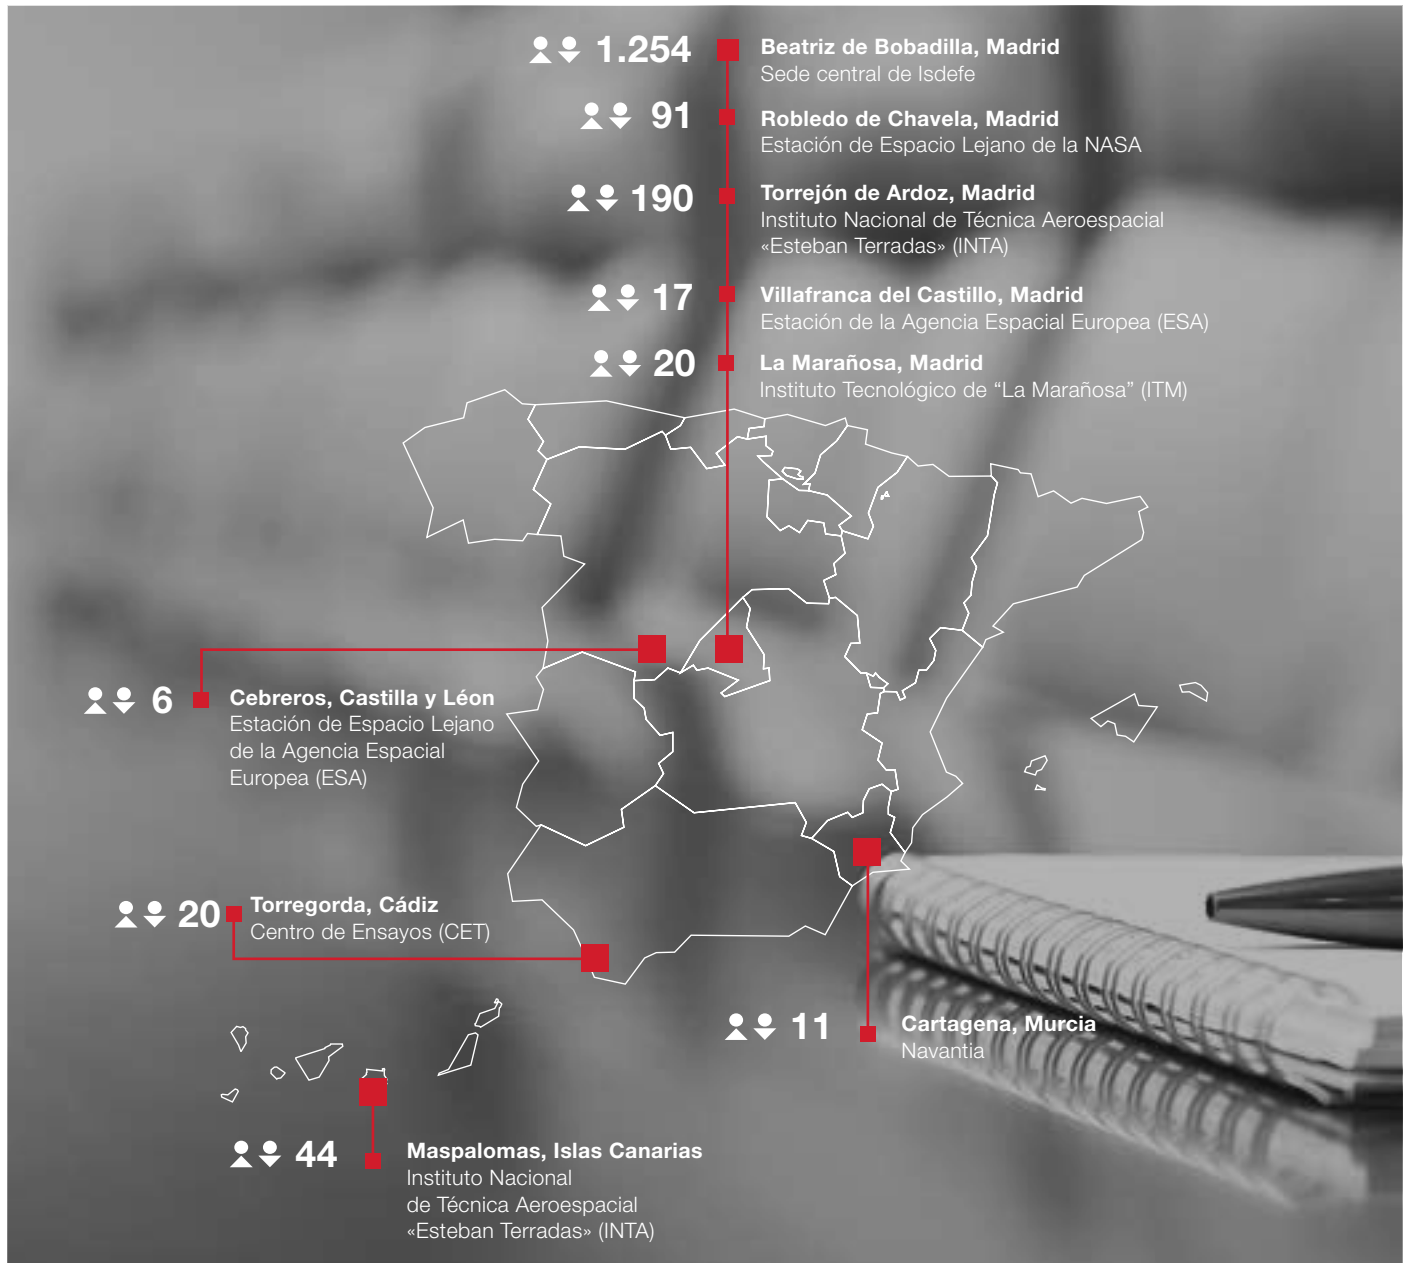 1.254
Beatriz de Bobadilla, Madrid
Sede central de Isdefe
91
Robledo de Chavela, Madrid
Estación de Espacio Lejano de la NASA
190
Torrejón de Ardoz, Madrid
Instituto Nacional de Técnica Aeroespacial
«Esteban Terradas» (INTA)
17
Villafranca del Castillo, Madrid
Estación de la Agencia Espacial Europea (ESA)
20
La Marañosa, Madrid
Instituto Tecnológico de “La Marañosa” (ITM)
6
Cebreros, Castilla y Léon
Estación de Espacio Lejano
de la Agencia Espacial
Europea (ESA)
20
Torregorda, Cádiz
Centro de Ensayos (CET)
11
Cartagena, Murcia
Navantia
44
Maspalomas, Islas Canarias
Instituto Nacional
de Técnica Aeroespacial
«Esteban Terradas» (INTA)